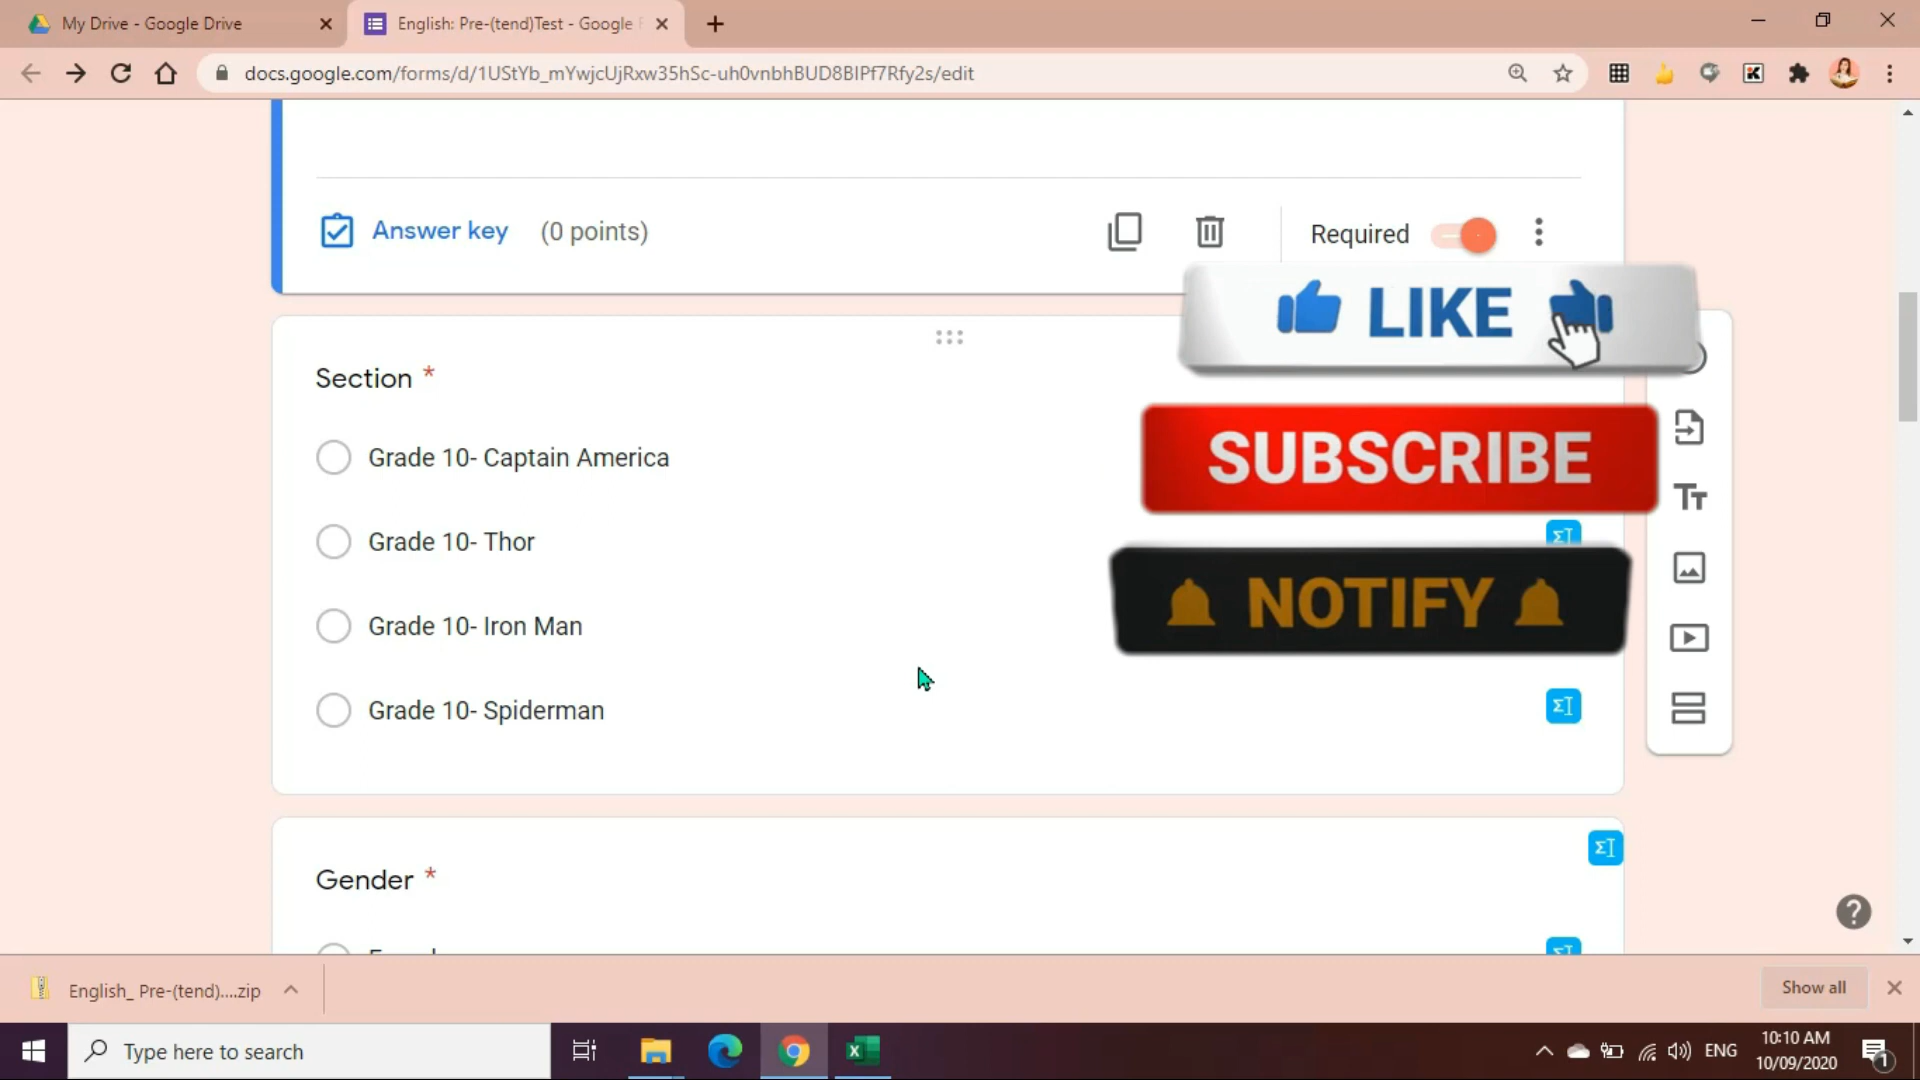 My Drive - Google Drive
English: Pre-(tend)Test - Google
docs.google.com/forms/d/1UStYb_mYwjcUjRxw35hSc-uh0vnbhBUD8BIPf7Rfy2s/edit
Answer key (0 points)
Required
LIKE
Section *
SUBSCRIBE
Grade 10- Captain America
Grade 10- Thor
NOTIFY
Grade 10- Iron Man
Grade 10- Spiderman
Gender *
English_ Pre-(tend)....zip
Show all
Type here to search
ENG
10:10 AM
10/09/2020
1